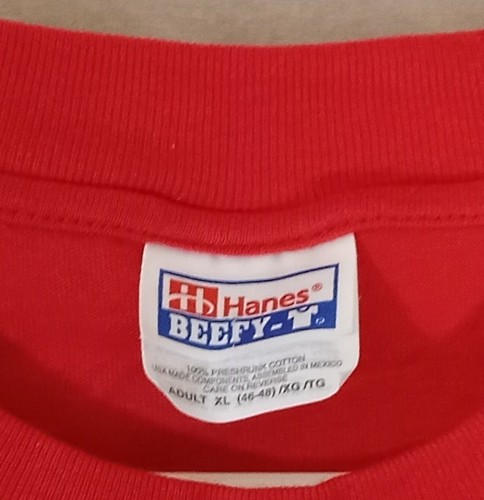 Hanes®
BEEFY-T
100% PRESHRUNK COTTON
USA MADE COMPONENTS, ASSEMBLED IN MEXICO
CARE ON REVERSE
ADULT XL (46-48) /XG /TG